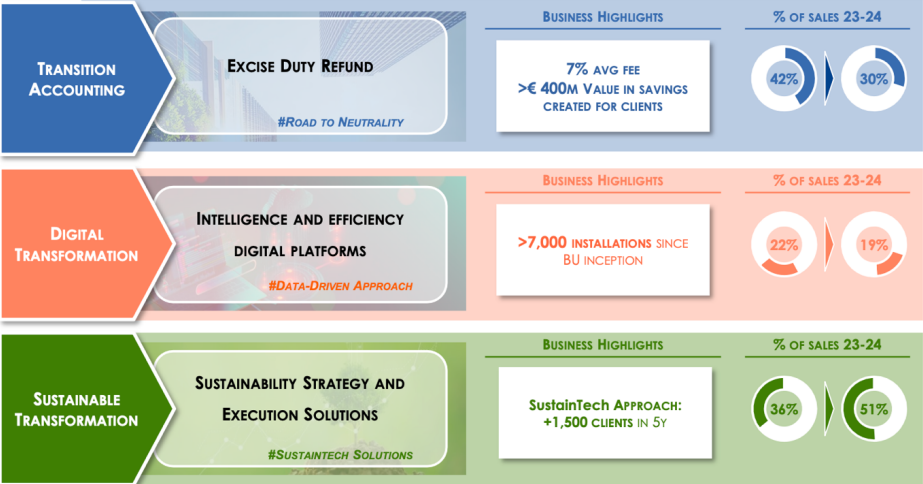 Transition
Accounting
Excise Duty Refund
#Road to Neutrality
Business Highlights
7% avg fee
>€ 400m Value in savings
created for clients
% of sales 23-24
42%
30%
Digital
Transformation
Intelligence and efficiency
digital platforms
#Data-Driven Approach
Business Highlights
>7,000 installations since
BU inception
% of sales 23-24
22%
19%
Sustainable
Transformation
Sustainability Strategy and
Execution Solutions
#Sustaintech Solutions
Business Highlights
SustainTech Approach:
+1,500 clients in 5y
% of sales 23-24
36%
51%